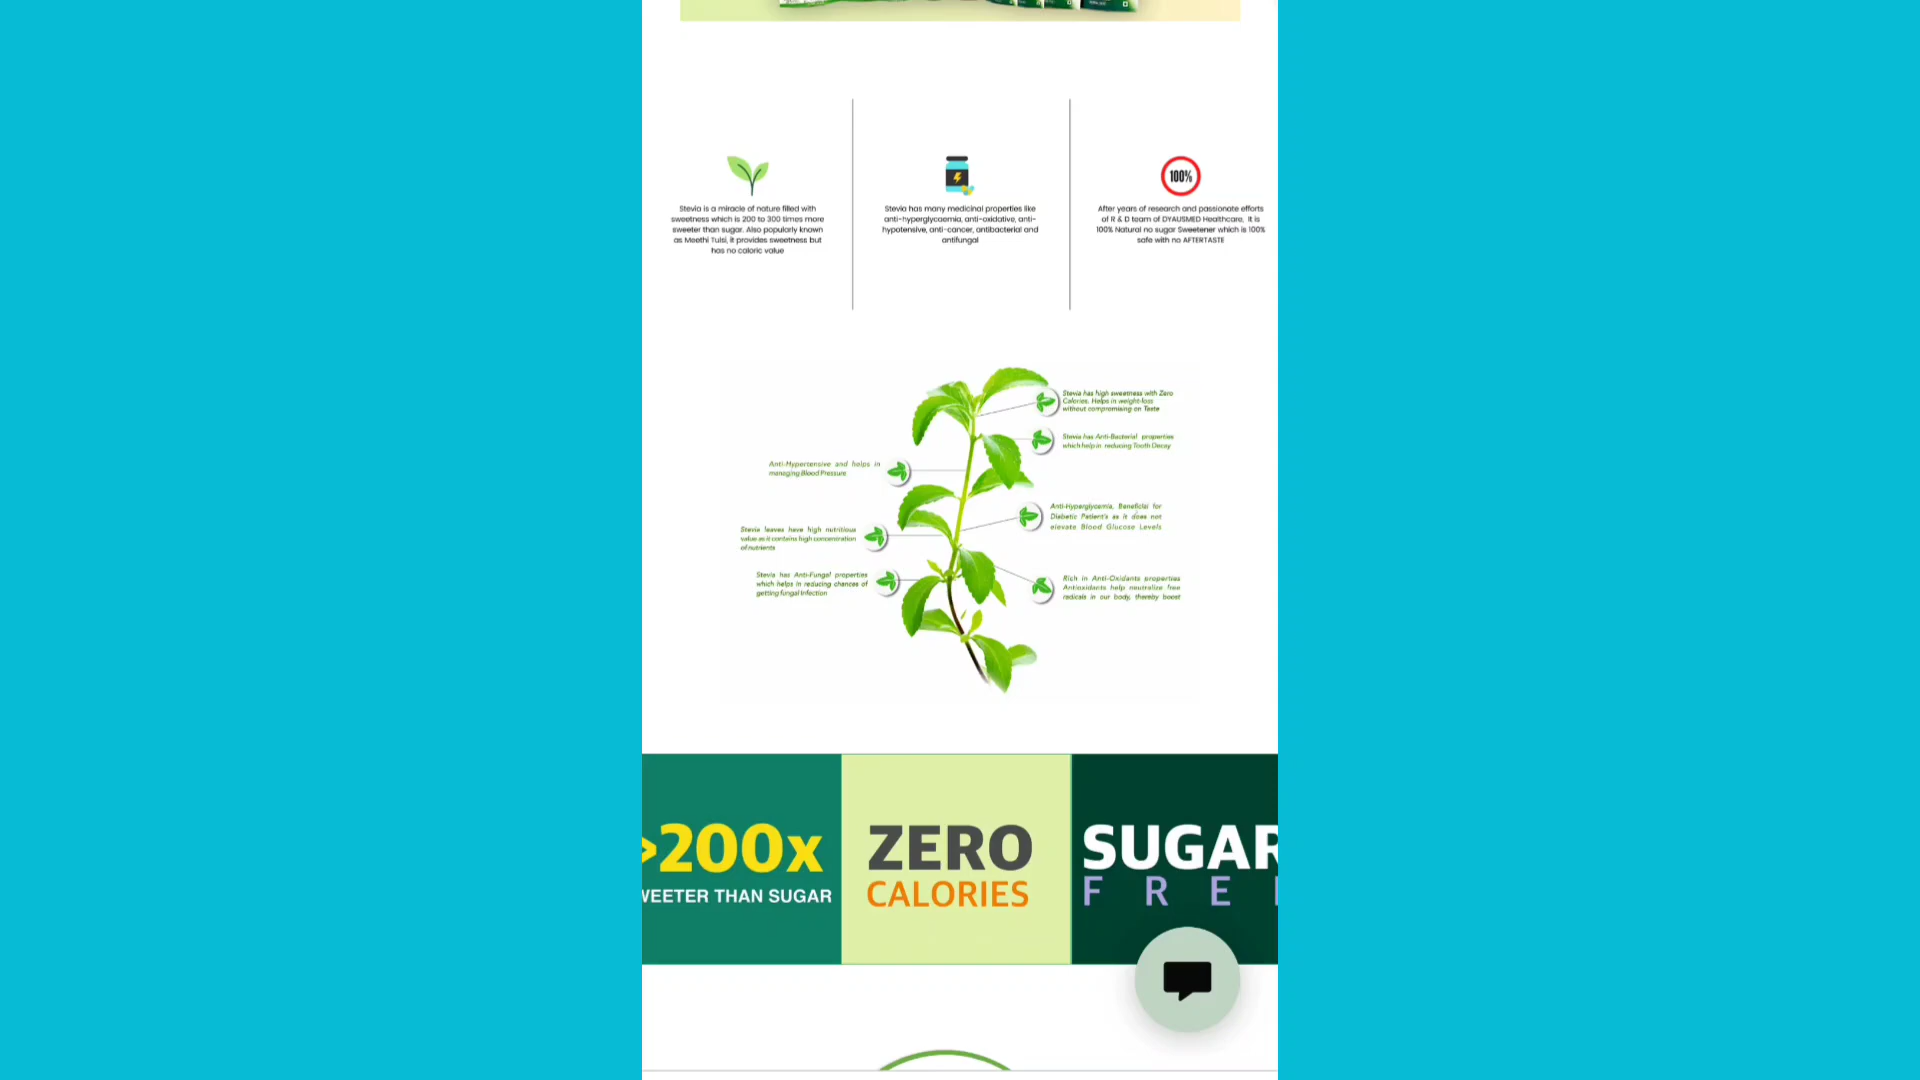 Stevia is a miracle of nature filled with
sweetness which is 200 to 300 times more
sweeter than sugar. Also popularly known
as Meethi Tulsi, it provides sweetness but
has no caloric value
Stevia has many medicinal properties like
anti-hyperglycaemia, anti-oxidative, anti-
hypotensive, anti-cancer, antibacterial and
antifungal
100%
After years of research and passionate efforts
of R & D team of DYAUSMED Healthcare, It is
100% Natural no sugar Sweetener which is 100%
safe with no AFTERTASTE
Stevia has high sweetness with Zero
Calories. Helps in weight-loss
without compromising on Taste
Stevia has Anti-Bacterial properties
which help in reducing Tooth Decay
Anti-Hypertensive and helps in
managing Blood Pressure
Anti-Hyperglycemia, Beneficial for
Diabetic Patient's as it does not
elevate Blood Glucose Levels
Stevia leaves have high nutritious
value as it contains high concentration
of nutrients
Stevia has Anti-Fungal properties
which helps in reducing chances of
getting fungal Infection
Rich in Anti-Oxidants properties
Antioxidants help neutralize free
radicals in our body, thereby boost
>200x
WEETER THAN SUGAR
ZERO
CALORIES
SUGAR
FRE